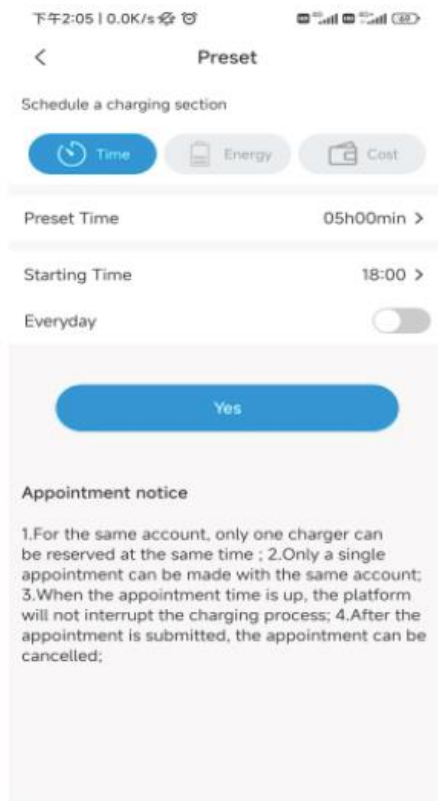 下午2:05 | 0.0K/s
60
Preset
Schedule a charging section
Time Energy Cost
Preset Time 05h00min >
Starting Time 18:00 >
Everyday
Yes
Appointment notice
1.For the same account, only one charger can
be reserved at the same time ; 2.Only a single
appointment can be made with the same account;
3.When the appointment time is up, the platform
will not interrupt the charging process; 4.After the
appointment is submitted, the appointment can be
cancelled;